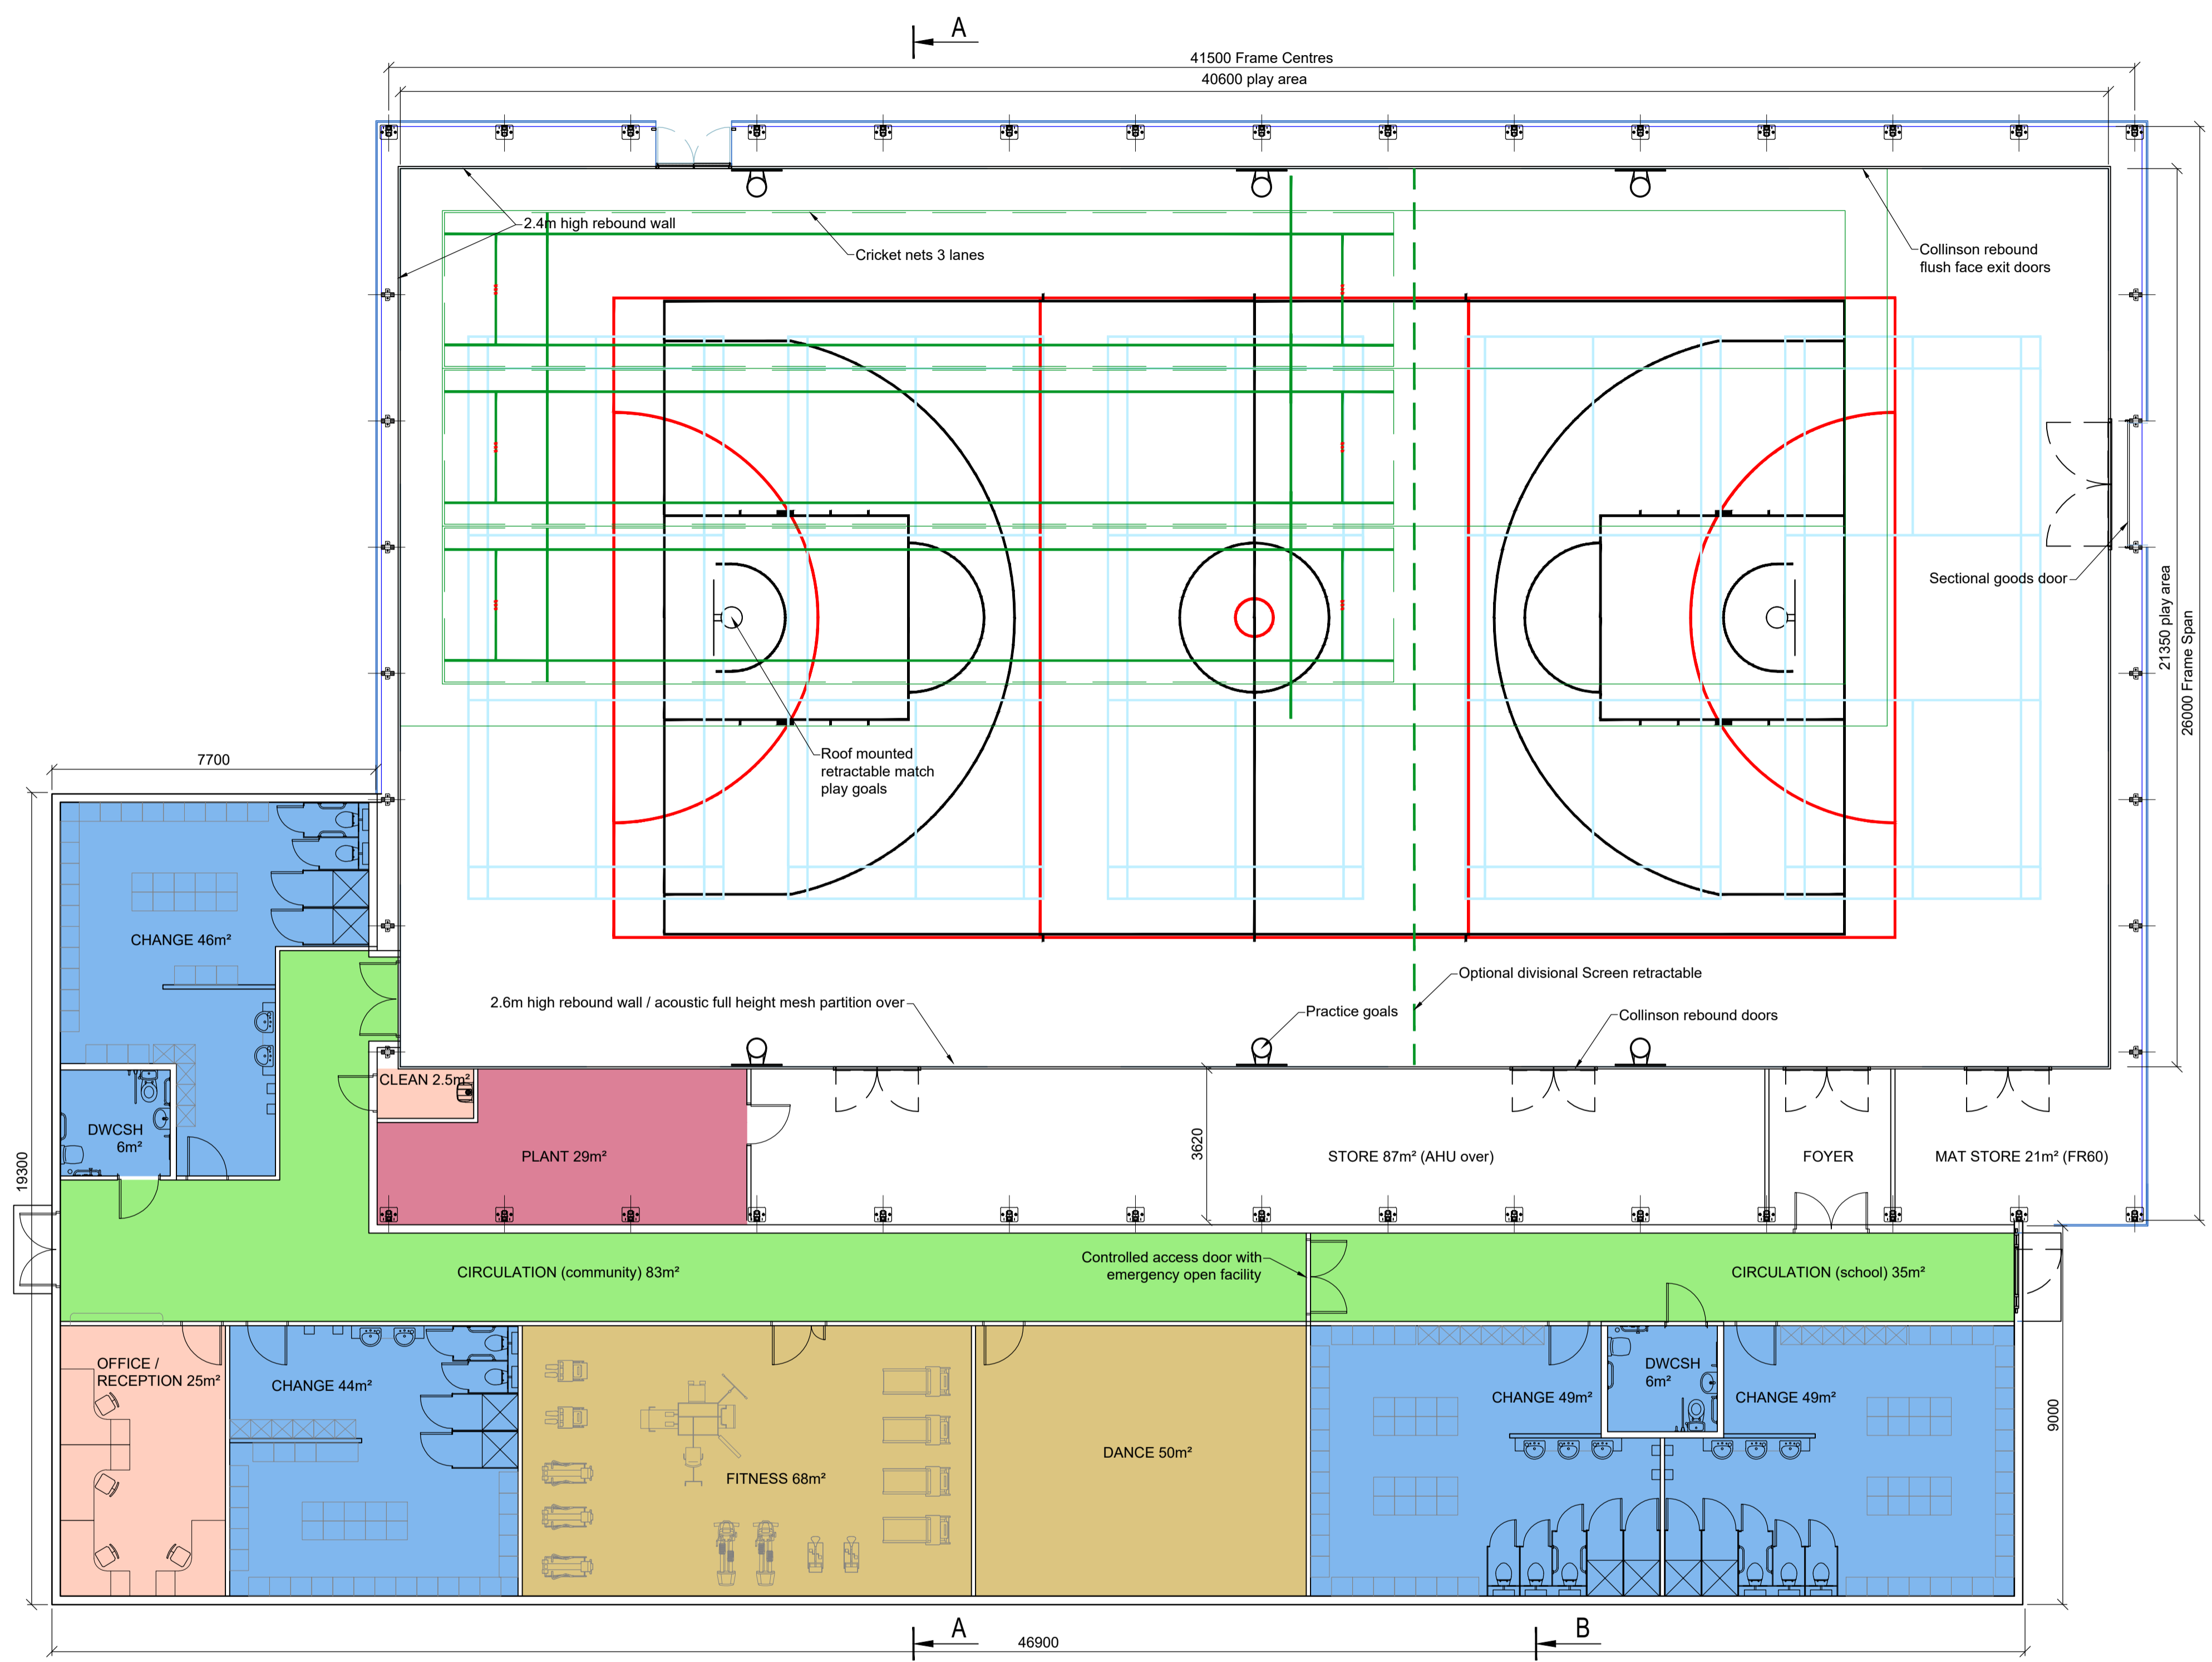 A
41500 Frame Centres
40600 play area
2.4m high rebound wall
Cricket nets 3 lanes
Collinson rebound
flush face exit doors
Sectional goods door
21350 play area
26000 Frame Span
Roof mounted
retractable match
play goals
7700
19300
CHANGE 46m²
2.6m high rebound wall / acoustic full height mesh partition over
Optional divisional Screen retractable
Practice goals
Collinson rebound doors
CLEAN 2.5m²
DWCSH
6m²
PLANT 29m²
3620
STORE 87m² (AHU over)
FOYER
MAT STORE 21m² (FR60)
CIRCULATION (community) 83m²
Controlled access door with
emergency open facility
CIRCULATION (school) 35m²
OFFICE /
RECEPTION 25m²
CHANGE 44m²
FITNESS 68m²
DANCE 50m²
CHANGE 49m²
DWCSH
6m²
CHANGE 49m²
9000
A
B
46900